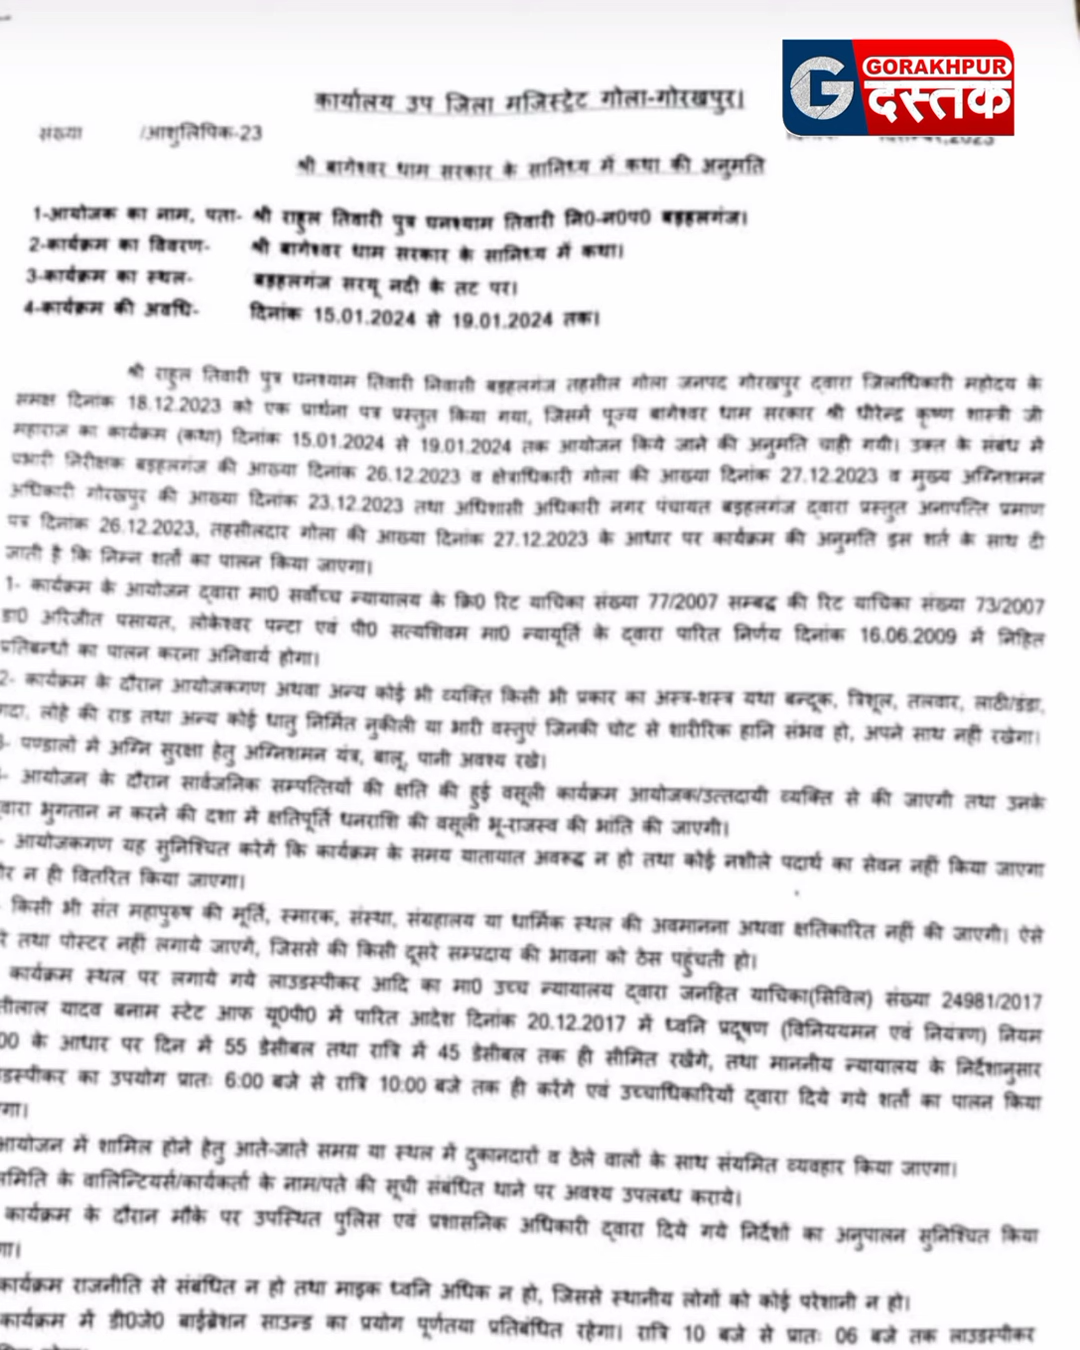 GORAKHPUR
G दस्तक
कार्यालय उप जिला मजिस्ट्रेट गोला-गोरखपुर।
संख्या /आशुलिपिक-23 2023
श्री बागेश्वर धाम सरकार के सानिध्य में कथा की अनुमति
1-आयोजक का नाम, पता- श्री राहुल तिवारी पुत्र घनश्याम तिवारी नि0-न0प0 बड़हलगंज।
2-कार्यक्रम का विवरण- श्री बागेश्वर धाम सरकार के सानिध्य में कथा।
3-कार्यक्रम का स्थल- बड़हलगंज सरयू नदी के तट पर।
4-कार्यक्रम की अवधि- दिनांक 15.01.2024 से 19.01.2024 तक।
श्री राहुल तिवारी पुत्र घनश्याम तिवारी निवासी बड़हलगंज तहसील गोला जनपद गोरखपुर द्वारा जिलाधिकारी महोदय के
समक्ष दिनांक 18.12.2023 को एक प्रार्थना पत्र प्रस्तुत किया गया, जिसमें पूज्य बागेश्वर धाम सरकार श्री धीरेन्द्र कृष्ण शास्त्री जी
महाराज का कार्यक्रम (कथा) दिनांक 15.01.2024 से 19.01.2024 तक आयोजन किये जाने की अनुमति चाही गयी। उक्त के संबंध में
प्रभारी निरीक्षक बड़हलगंज की आख्या दिनांक 26.12.2023 व क्षेत्राधिकारी गोला की आख्या दिनांक 27.12.2023 व मुख्य अग्निशमन
अधिकारी गोरखपुर की आख्या दिनांक 23.12.2023 तथा अधिशासी अधिकारी नगर पंचायत बड़हलगंज द्वारा प्रस्तुत अनापत्ति प्रमाण
पत्र दिनांक 26.12.2023, तहसीलदार गोला की आख्या दिनांक 27.12.2023 के आधार पर कार्यक्रम की अनुमति इस शर्त के साथ दी
जाती है कि निम्न शर्तो का पालन किया जाएगा।
1- कार्यक्रम के आयोजन द्वारा मा0 सर्वोच्च न्यायालय के क्रि0 रिट याचिका संख्या 77/2007 सम्बद्ध की रिट याचिका संख्या 73/2007
डा0 अरिजीत पसायत, लोकेश्वर पन्टा एवं पी0 सत्यशिवम मा0 न्यायूर्ति के द्वारा पारित निर्णय दिनांक 16.06.2009 में निहित
प्रतिबन्धो का पालन करना अनिवार्य होगा।
2- कार्यक्रम के दौरान आयोजकगण अथवा अन्य कोई भी व्यक्ति किसी भी प्रकार का अस्त्र-शस्त्र यथा बन्दूक, त्रिशूल, तलवार, लाठी/डंडा,
गदा, लोहे की राड तथा अन्य कोई धातु निर्मित नुकीली या भारी वस्तुएं जिनकी चोट से शारीरिक हानि संभव हो, अपने साथ नही रखेगा।
- पण्डालो में अग्नि सुरक्षा हेतु अग्निशमन यंत्र, बालू, पानी अवश्य रखे।
- आयोजन के दौरान सार्वजनिक सम्पत्तियों की क्षति की हुई वसूली कार्यक्रम आयोजक/उत्तदायी व्यक्ति से की जाएगी तथा उनके
द्वारा भुगतान न करने की दशा में क्षतिपूर्ति धनराशि की वसूली भू-राजस्व की भांति की जाएगी।
- आयोजकगण यह सुनिश्चित करेगे कि कार्यक्रम के समय यातायात अवरूद्ध न हो तथा कोई नशीले पदार्थ का सेवन नहीं किया जाएगा
र न ही वितरित किया जाएगा।
किसी भी संत महापुरुष की मूर्ति, स्मारक, संस्था, संग्रहालय या धार्मिक स्थल की अवमानना अथवा क्षतिकारित नहीं की जाएगी। ऐसे
रे तथा पोस्टर नहीं लगाये जाएगे, जिससे की किसी दूसरे सम्प्रदाय की भावना को ठेस पहुंचती हो।
कार्यक्रम स्थल पर लगाये गये लाउडस्पीकर आदि का मा0 उच्च न्यायालय द्वारा जनहित याचिका(सिविल) संख्या 24981/2017
तीलाल यादव बनाम स्टेट आफ यू0पी0 में पारित आदेश दिनांक 20.12.2017 में ध्वनि प्रदूषण (विनिययमन एवं नियंत्रण) नियम
00 के आधार पर दिन में 55 डेसीबल तथा रात्रि में 45 डेसीबल तक ही सीमित रखेंगे, तथा माननीय न्यायालय के निर्देशानुसार
डस्पीकर का उपयोग प्रातः 6:00 बजे से रात्रि 10:00 बजे तक ही करेंगे एवं उच्चाधिकारियों द्वारा दिये गये शर्तो का पालन किया
गा।
आयोजन में शामिल होने हेतु आते-जाते समय या स्थल में दुकानदारों व ठेले वालों के साथ संयमित व्यवहार किया जाएगा।
समिति के वालिन्टियर्स/कार्यकर्ता के नाम/पते की सूची संबंधित थाने पर अवश्य उपलब्ध कराये।
कार्यक्रम के दौरान मौके पर उपस्थित पुलिस एवं प्रशासनिक अधिकारी द्वारा दिये गये निर्देशों का अनुपालन सुनिश्चित किया
गा।
कार्यक्रम राजनीति से संबंधित न हो तथा माइक ध्वनि अधिक न हो, जिससे स्थानीय लोगों को कोई परेशानी न हो।
कार्यक्रम में डी0जे0 बाईब्रेशन साउन्ड का प्रयोग पूर्णतया प्रतिबंधित रहेगा। रात्रि 10 बजे से प्रातः 06 बजे तक लाउडस्पीकर